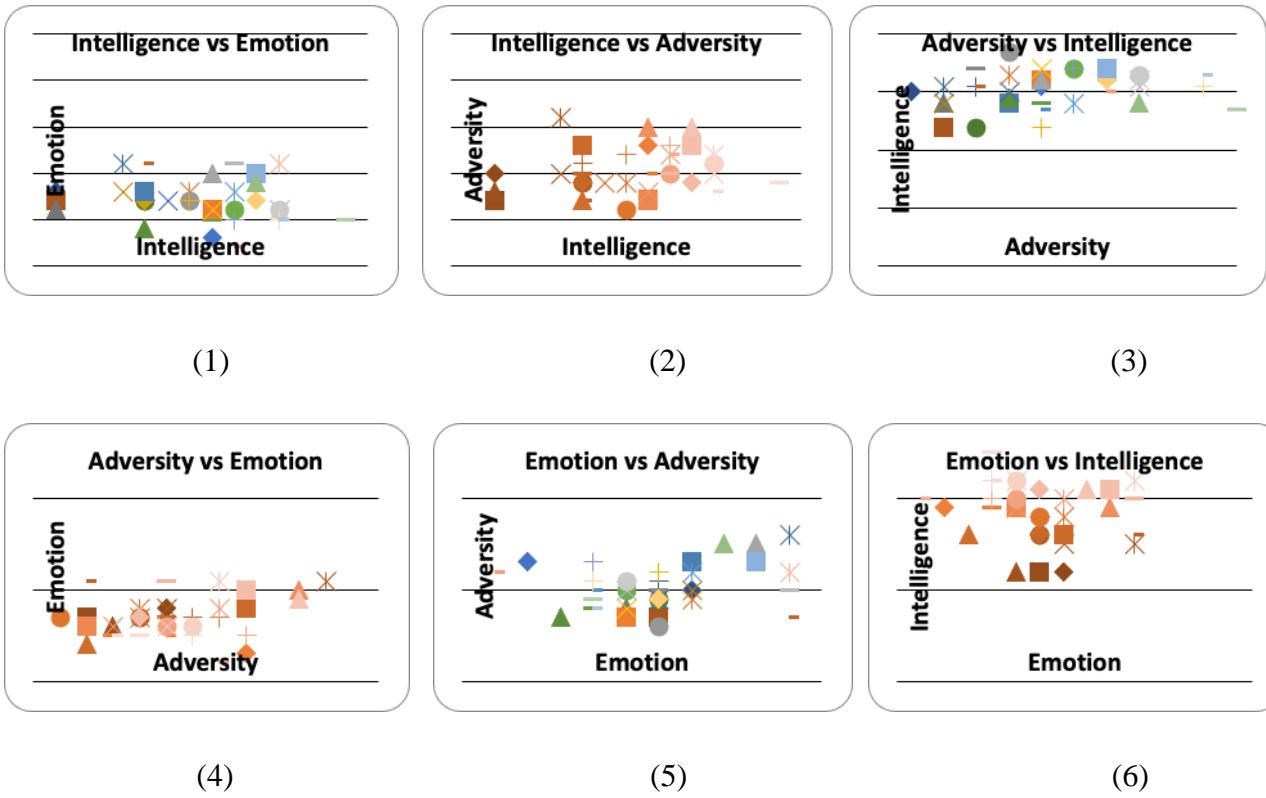 Intelligence vs Emotion
Emotion
Intelligence
(1)
Intelligence vs Adversity
Adversity
Intelligence
(2)
Adversity vs Intelligence
Intelligence
Adversity
(3)
Adversity vs Emotion
Emotion
Adversity
(4)
Emotion vs Adversity
Adversity
Emotion
(5)
Emotion vs Intelligence
Intelligence
Emotion
(6)